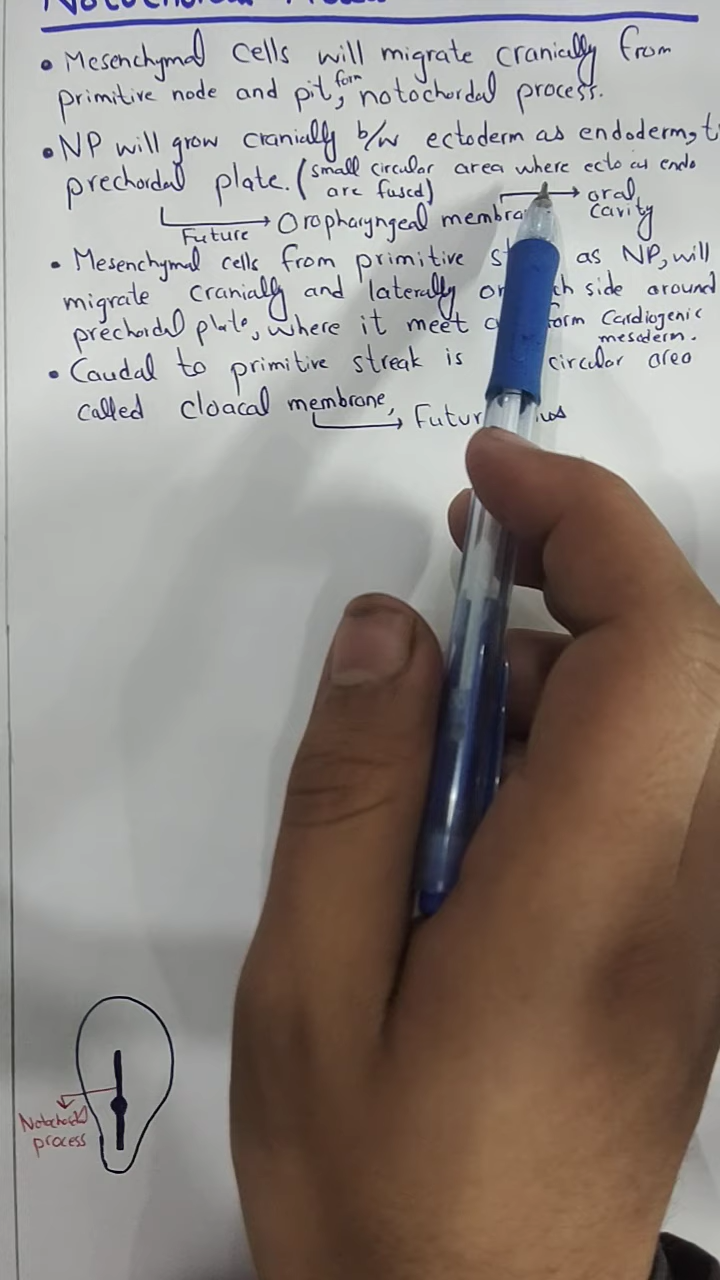 • Mesenchymal cells will migrate cranially from
primitive node and pit, form notochordal process.
• NP will grow cranially b/w ectoderm as endoderm,
prechordal plate. (small circular area where ecto as endo
are fused)
Future → Oropharyngeal → oral
cavity
• Mesenchymal cells from primitive as NP, will
migrate cranially and laterally side around
prechordal plate, where it meet form Cardiogenic
mesoderm.
• Caudal to primitive streak is circular area
called cloacal membrane,
→
Notochordal
process